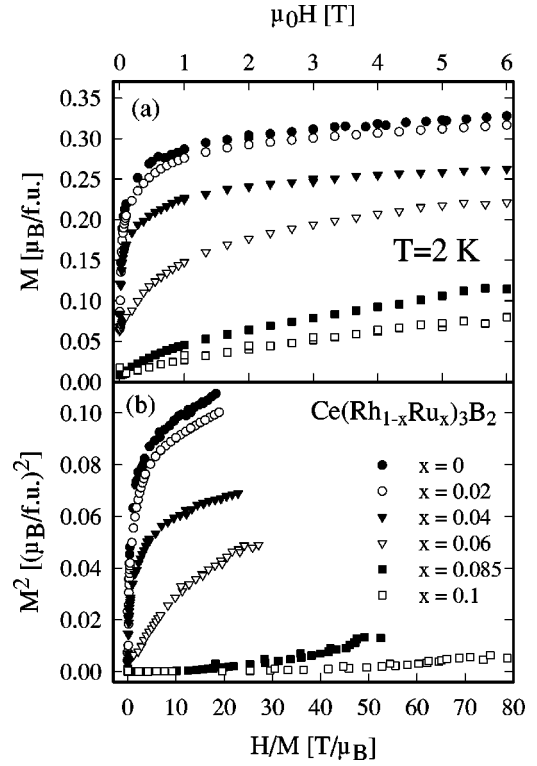 μ₀H [T]
0 1 2 3 4 5 6
(a)
0.35
0.30
0.25
0.20
0.15
0.10
0.05
0.00
M [μB/f.u.]
T=2 K
(b)
Ce(Rh₁₋ₓRuₓ)₃B₂
0.10
0.08
0.06
0.04
0.02
0.00
M² [(μB/f.u.)²]
x = 0
x = 0.02
x = 0.04
x = 0.06
x = 0.085
x = 0.1
0 10 20 30 40 50 60 70 80
H/M [T/μB]